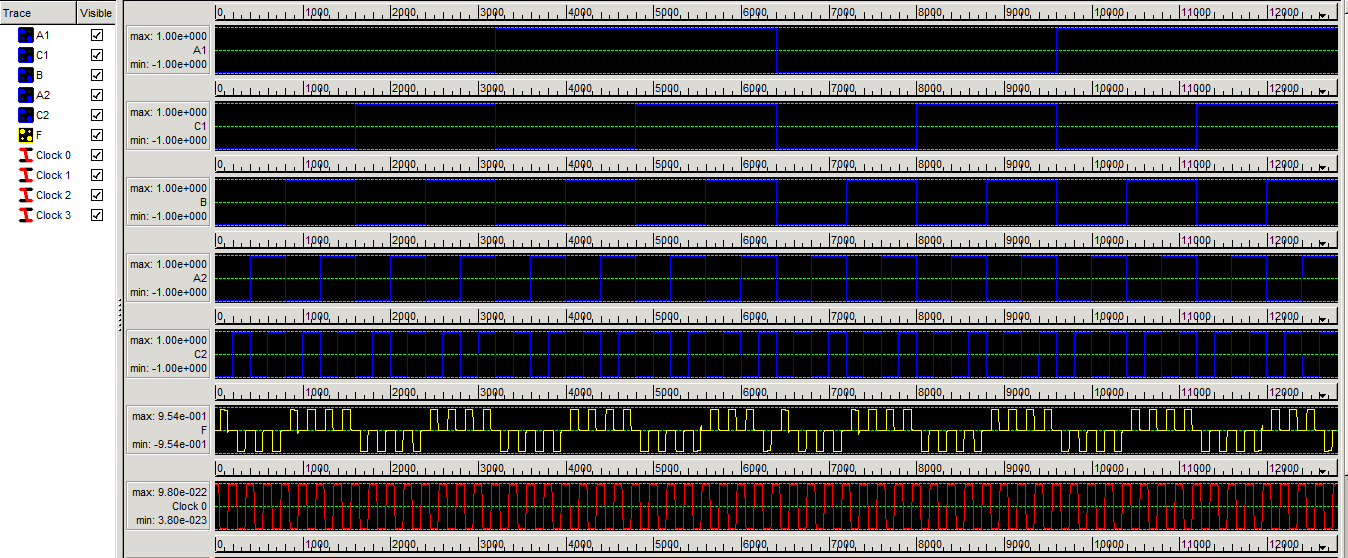 Trace Visible
A1
C1
B
A2
C2
F
Clock 0
Clock 1
Clock 2
Clock 3
0 1000 2000 3000 4000 5000 6000 7000 8000 9000 10000 11000 12000
max: 1.00e+000
A1
min: -1.00e+000
0 1000 2000 3000 4000 5000 6000 7000 8000 9000 10000 11000 12000
max: 1.00e+000
C1
min: -1.00e+000
0 1000 2000 3000 4000 5000 6000 7000 8000 9000 10000 11000 12000
max: 1.00e+000
B
min: -1.00e+000
0 1000 2000 3000 4000 5000 6000 7000 8000 9000 10000 11000 12000
max: 1.00e+000
A2
min: -1.00e+000
0 1000 2000 3000 4000 5000 6000 7000 8000 9000 10000 11000 12000
max: 1.00e+000
C2
min: -1.00e+000
0 1000 2000 3000 4000 5000 6000 7000 8000 9000 10000 11000 12000
max: 9.54e-001
F
min: -9.54e-001
0 1000 2000 3000 4000 5000 6000 7000 8000 9000 10000 11000 12000
max: 9.80e-022
Clock 0
min: 3.80e-023
0 1000 2000 3000 4000 5000 6000 7000 8000 9000 10000 11000 12000